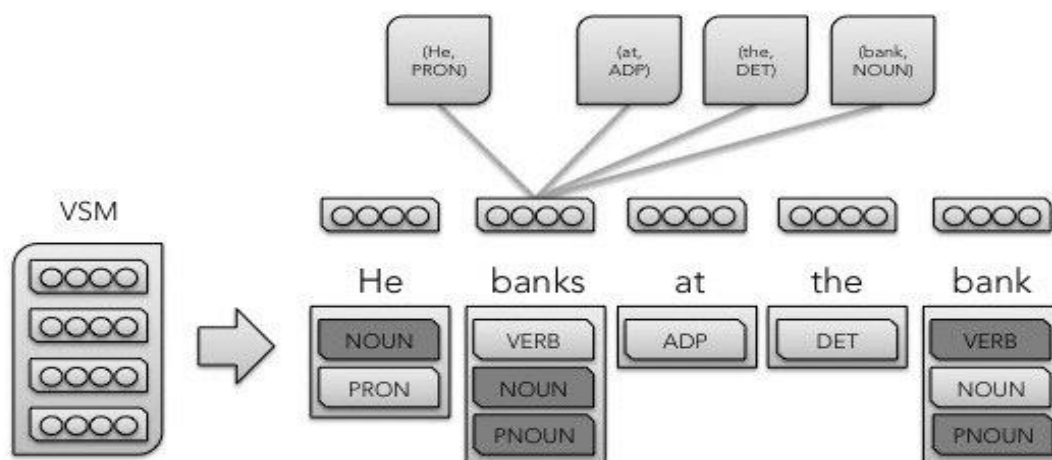 (He,
PRON)
(at,
ADP)
(the,
DET)
(bank,
NOUN)
VSM
He banks at the bank
NOUN VERB ADP DET VERB
PRON NOUN NOUN
PNOUN PNOUN